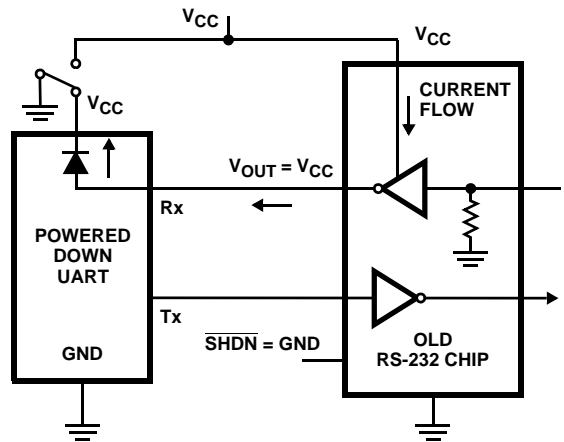 VCC
VCC
CURRENT
FLOW
VCC
VOUT = VCC
Rx
POWERED
DOWN
UART
Tx
GND
SHDN = GND
OLD
RS-232 CHIP